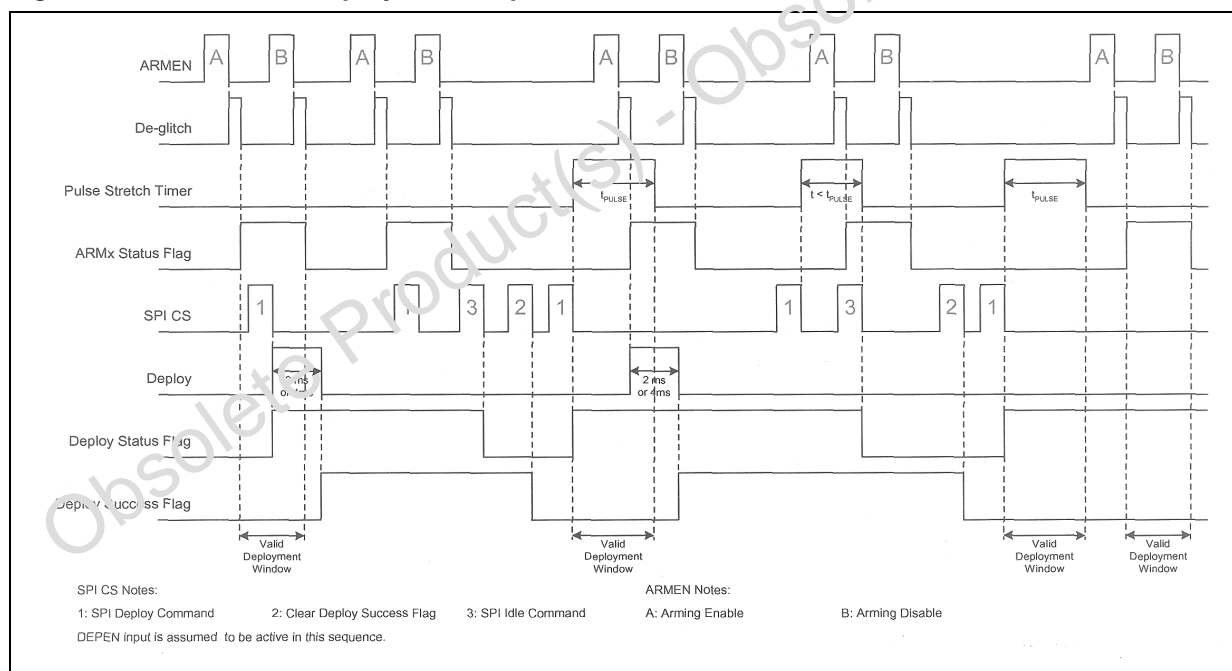 ARMEN
A B A B A B A B A B
De-glitch
Pulse Stretch Timer
tPULSE t < tPULSE tPULSE
ARMx Status Flag
SPI CS
1 3 2 1 1 3 2 1
Deploy
2 ms
or 4ms
Deploy Status Flag
Deploy Success Flag
Valid
Deployment
Window
Valid
Deployment
Window
Valid
Deployment
Window
Valid
Deployment
Window
SPI CS Notes: ARMEN Notes:
1: SPI Deploy Command 2: Clear Deploy Success Flag 3: SPI Idle Command A: Arming Enable B: Arming Disable
DEPEN input is assumed to be active in this sequence.
Obsolete Product(s) - Obso